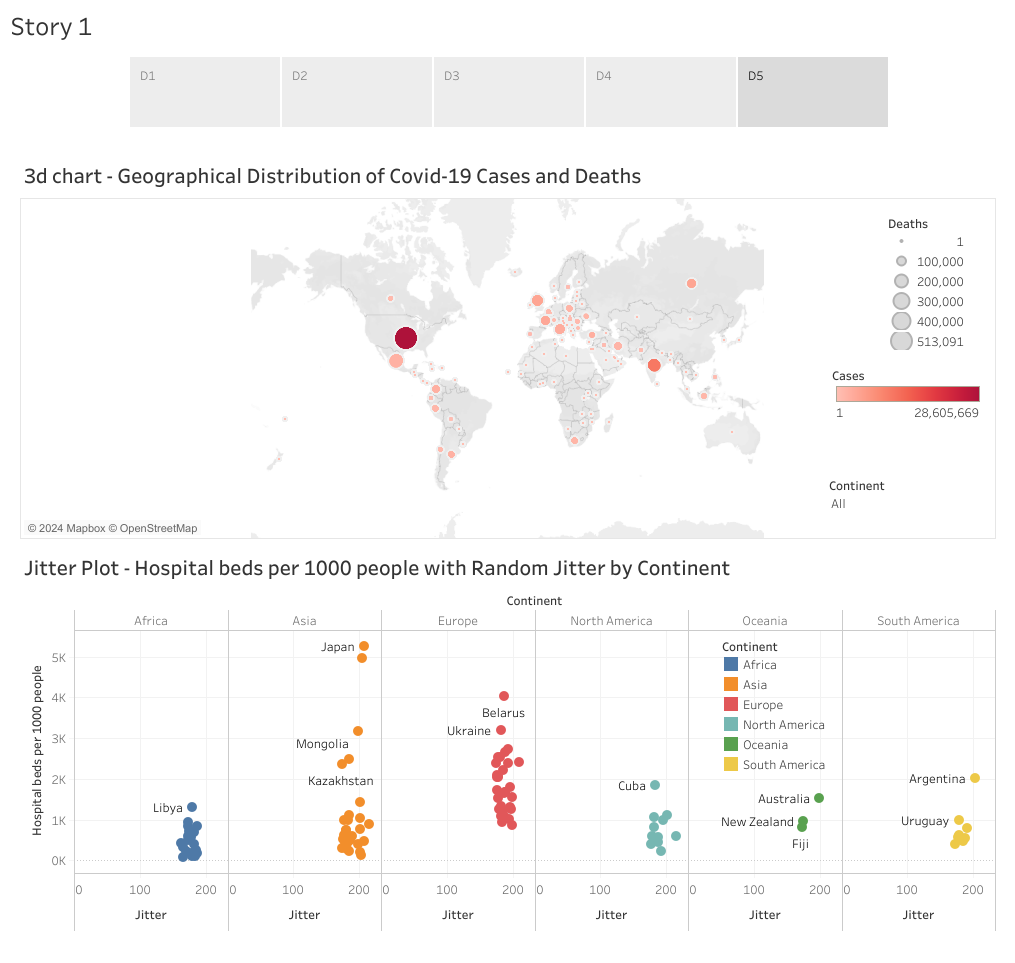 Story 1
D1 D2 D3 D4 D5
3d chart - Geographical Distribution of Covid-19 Cases and Deaths
Deaths
1
100,000
200,000
300,000
400,000
513,091
Cases
1 28,605,669
Continent
All
© 2024 Mapbox © OpenStreetMap
Jitter Plot - Hospital beds per 1000 people with Random Jitter by Continent
Continent
Africa Asia Europe North America Oceania South America
Hospital beds per 1000 people
5K
4K
3K
2K
1K
0K
Libya
Japan
Mongolia
Kazakhstan
Belarus
Ukraine
Cuba
Continent
Africa
Asia
Europe
North America
Oceania
South America
Australia
New Zealand
Fiji
Argentina
Uruguay
0 100 200 0 100 200 0 100 200 0 100 200 0 100 200 0 100 200
Jitter Jitter Jitter Jitter Jitter Jitter